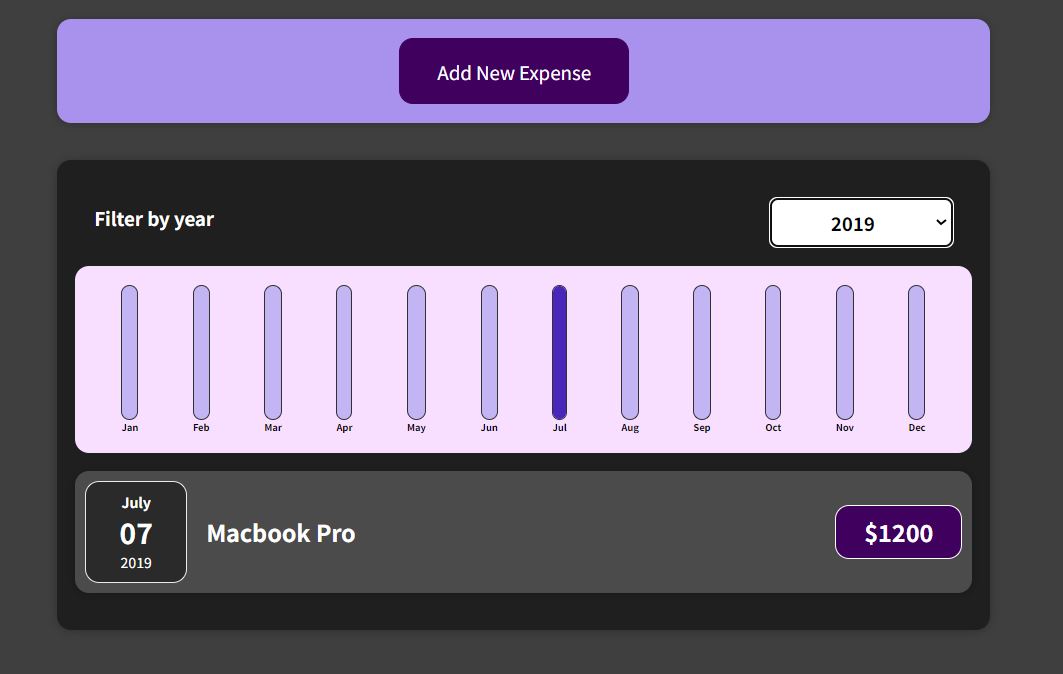 Add New Expense
Filter by year
2019
Jan Feb Mar Apr May Jun Jul Aug Sep Oct Nov Dec
July
07
2019
Macbook Pro
$1200